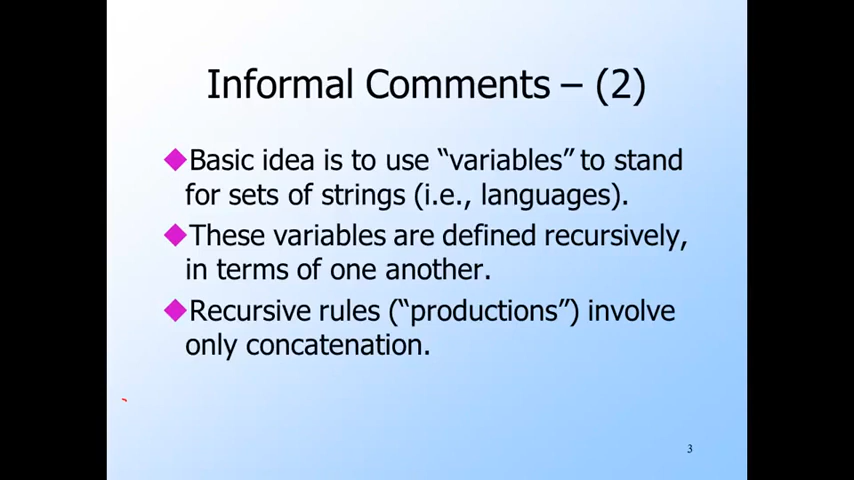 Informal Comments – (2)
Basic idea is to use “variables” to stand
for sets of strings (i.e., languages).
These variables are defined recursively,
in terms of one another.
Recursive rules (“productions”) involve
only concatenation.
3